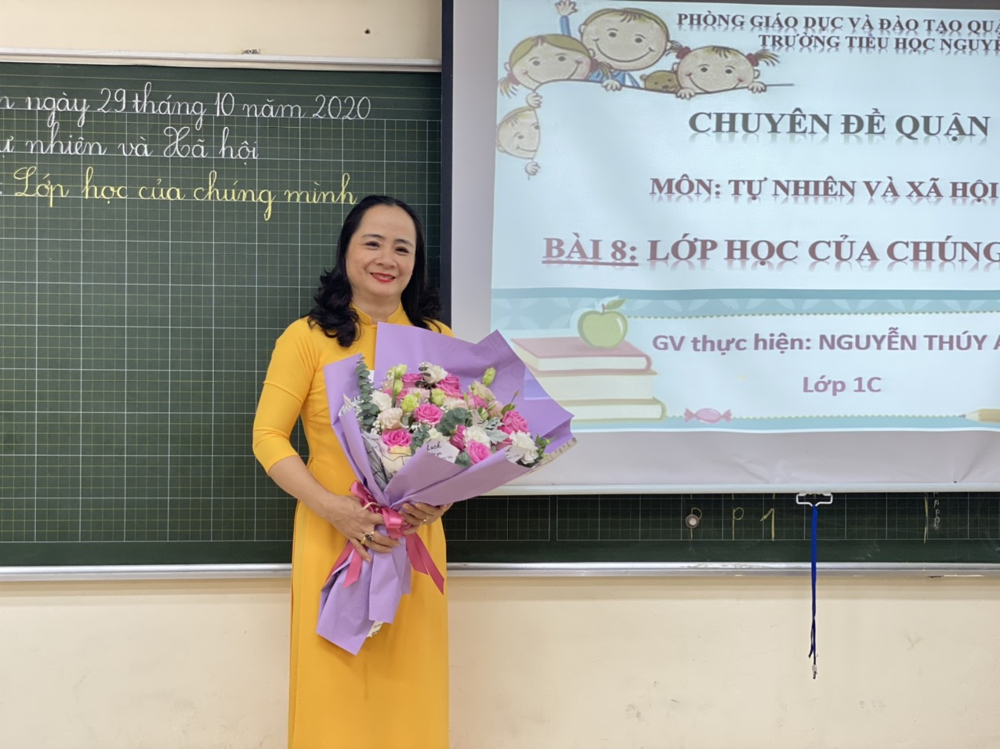 ngày 29 tháng 10 năm 2020
nhiên và Xã hội
Lớp học của chúng mình
PHÒNG GIÁO DỤC VÀ ĐÀO TẠO
TRƯỜNG TIỂU HỌC
CHUYÊN ĐỀ QUẬN
MÔN: TỰ NHIÊN VÀ XÃ HỘI
BÀI 8: LỚP HỌC CỦA CHÚNG
GV thực hiện: NGUYỄN THÚY
Lớp 1C